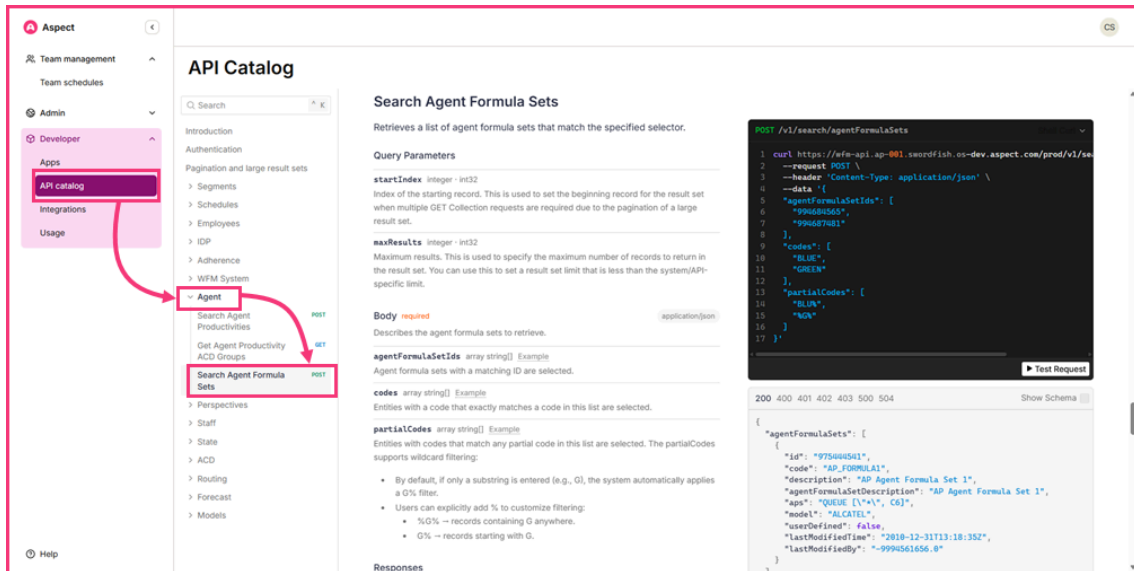 Aspect
CS
Team management
Team schedules
Admin
Developer
Apps
API catalog
Integrations
Usage
Help
API Catalog
Search
^ K
Introduction
Authentication
Pagination and large result sets
Segments
Schedules
Employees
IDP
Adherence
WFM System
Agent
Search Agent POST
Productivities
Get Agent Productivity GET
ACD Groups
Search Agent Formula POST
Sets
Perspectives
Staff
State
ACD
Routing
Forecast
Models
Search Agent Formula Sets
Retrieves a list of agent formula sets that match the specified selector.
Query Parameters
startIndex integer · int32
Index of the starting record. This is used to set the beginning record for the result set
when multiple GET Collection requests are required due to the pagination of a large
result set.
maxResults integer · int32
Maximum results. This is used to specify the maximum number of records to return in
the result set. You can use this to set a result set limit that is less than the system/API-
specific limit.
Body required application/json
Describes the agent formula sets to retrieve.
agentFormulaSetIds array string[] Example
Agent formula sets with a matching ID are selected.
codes array string[] Example
Entities with a code that exactly matches a code in this list are selected.
partialCodes array string[] Example
Entities with codes that match any partial code in this list are selected. The partialCodes
supports wildcard filtering:
• By default, if only a substring is entered (e.g., G), the system automatically applies
a G% filter.
• Users can explicitly add % to customize filtering:
• %G% → records containing G anywhere.
• G% → records starting with G.
Responses
POST /v1/search/agentFormulaSets
1 curl https://wfm-api.ap-001.swordfish.os-dev.aspect.com/prod/v1/sea
2 --request POST \
3 --header 'Content-Type: application/json' \
4 --data '{
5 "agentFormulaSetIds": [
6 "994684565",
7 "994687481"
8 ],
9 "codes": [
10 "BLUE",
11 "GREEN"
12 ],
13 "partialCodes": [
14 "BLU%",
15 "%G%"
16 ]
17 }'
Test Request
200 400 401 402 403 500 504 Show Schema
{
"agentFormulaSets": [
{
"id": "975444541",
"code": "AP_FORMULA1",
"description": "AP Agent Formula Set 1",
"agentFormulaSetDescription": "AP Agent Formula Set 1",
"aps": "QUEUE [\"*\", C6]",
"model": "ALCATEL",
"userDefined": false,
"lastModifiedTime": "2010-12-31T13:18:35Z",
"lastModifiedBy": "-9994561656.0"
}
]